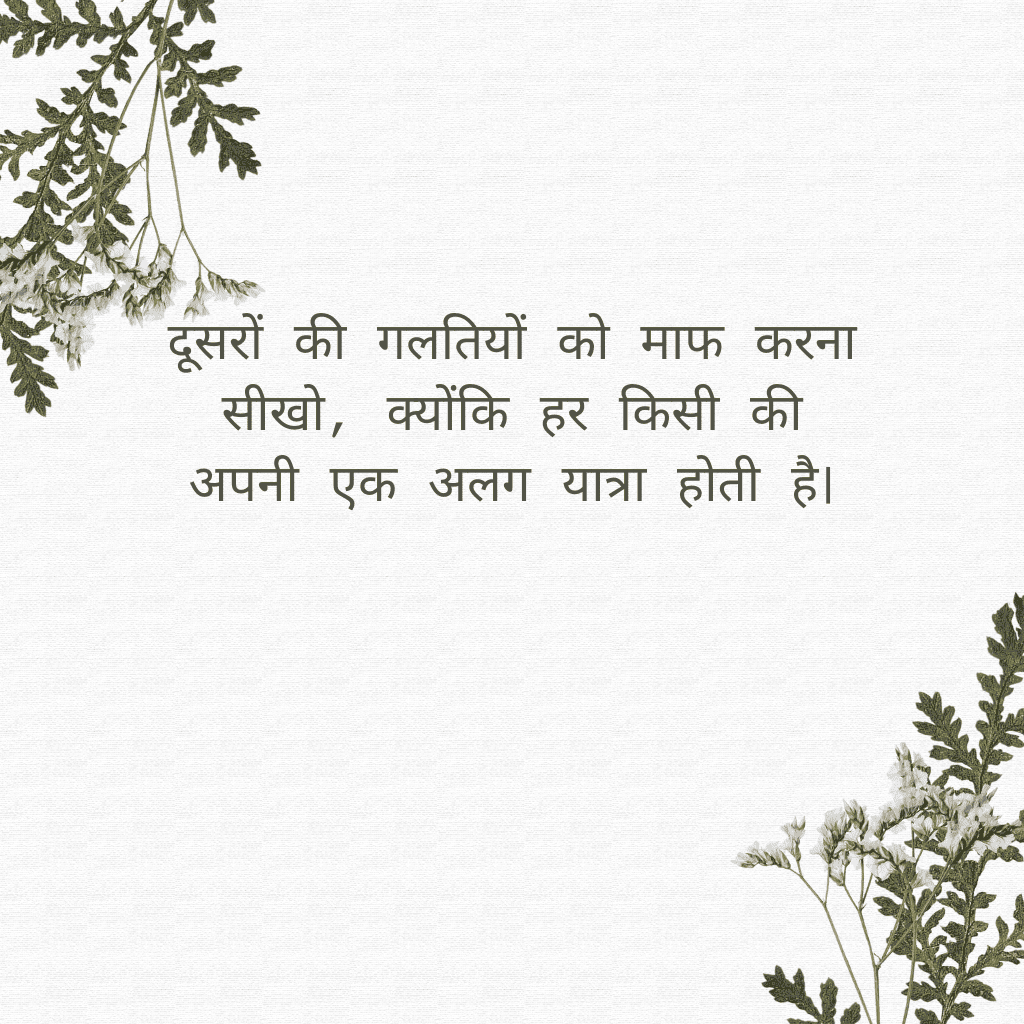 दूसरों की गलतियों को माफ करना
सीखो, क्योंकि हर किसी की
अपनी एक अलग यात्रा होती है।